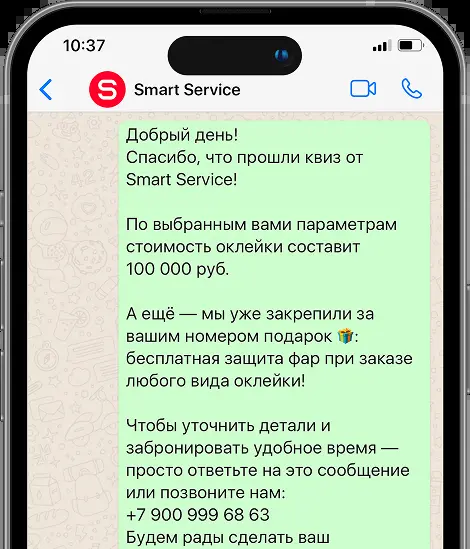 10:37
S Smart Service
Добрый день!
Спасибо, что прошли квиз от
Smart Service!
По выбранным вами параметрам
стоимость оклейки составит
100 000 руб.
А ещё — мы уже закрепили за
вашим номером подарок 🎁:
бесплатная защита фар при заказе
любого вида оклейки!
Чтобы уточнить детали и
забронировать удобное время —
просто ответьте на это сообщение
или позвоните нам:
+7 900 999 68 63
Будем рады сделать ваш